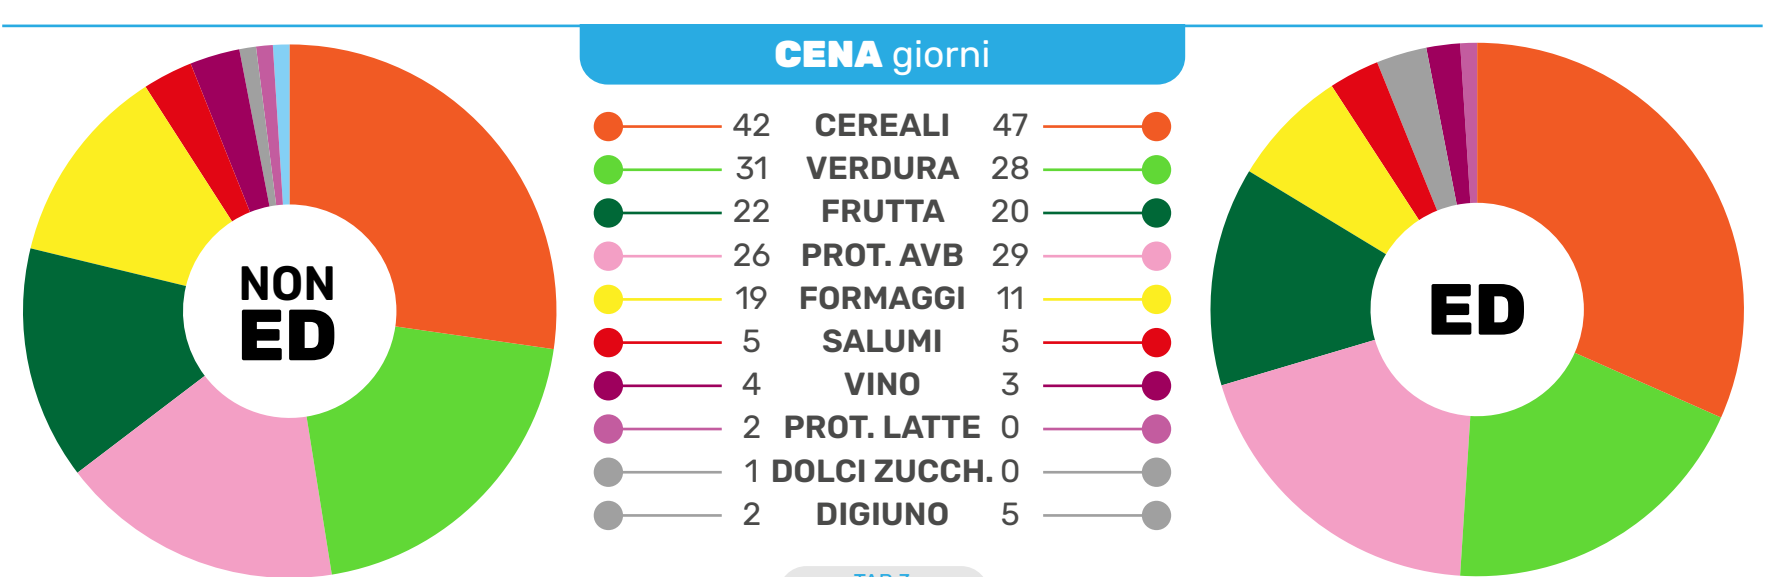 CENA giorni
NON
ED
42 CEREALI 47
31 VERDURA 28
22 FRUTTA 20
26 PROT. AVB 29
19 FORMAGGI 11
5 SALUMI 5
4 VINO 3
2 PROT. LATTE 0
1 DOLCI ZUCCH. 0
2 DIGIUNO 5
ED